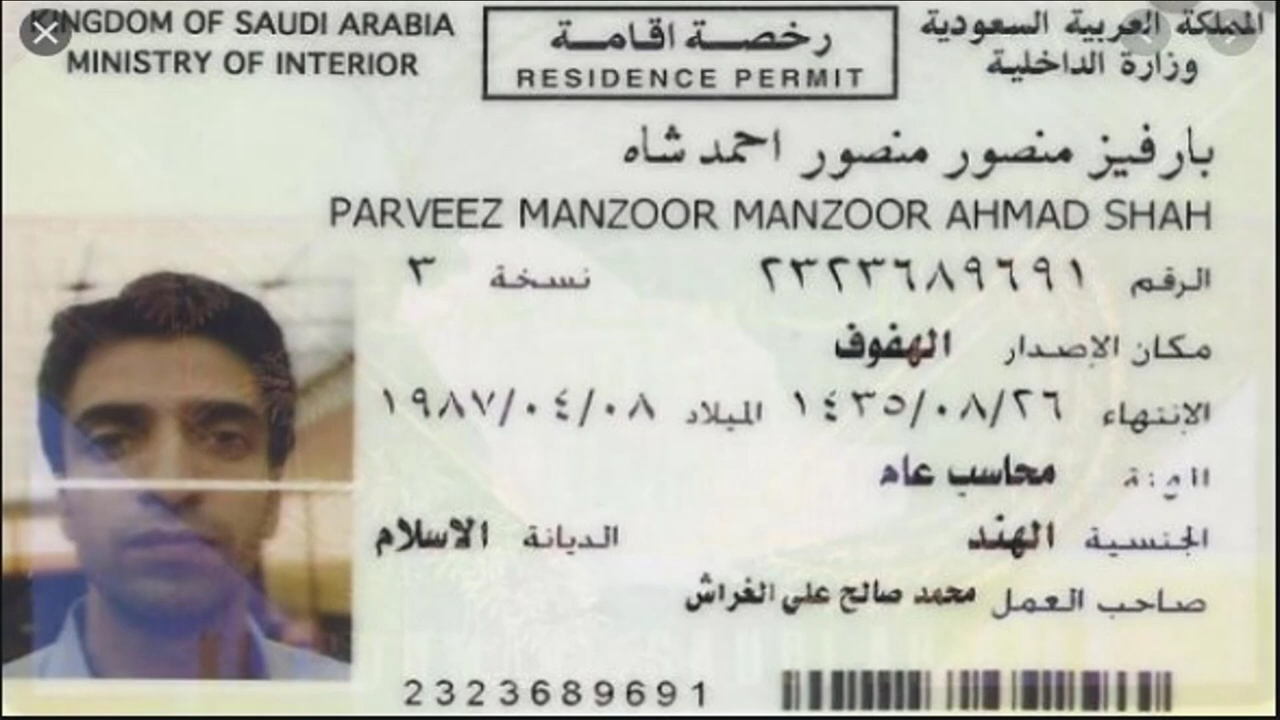 KINGDOM OF SAUDI ARABIA رخصة اقامة المملكة العربية السعودية
MINISTRY OF INTERIOR RESIDENCE PERMIT وزارة الداخلية
بارفيز منصور منصور احمد شاه
PARVEEZ MANZOOR MANZOOR AHMAD SHAH
الرقم ٢٣٢٣٦٨٩٦٩١ نسخة ٣
مكان الإصدار الهفوف
الإنتهاء ١٤٣٥/٠٨/٢٦ الميلاد ١٩٨٧/٠٤/٠٨
المهنة محاسب عام
الجنسية الهند الديانة الاسلام
صاحب العمل محمد صالح علي الغراش
2323689691